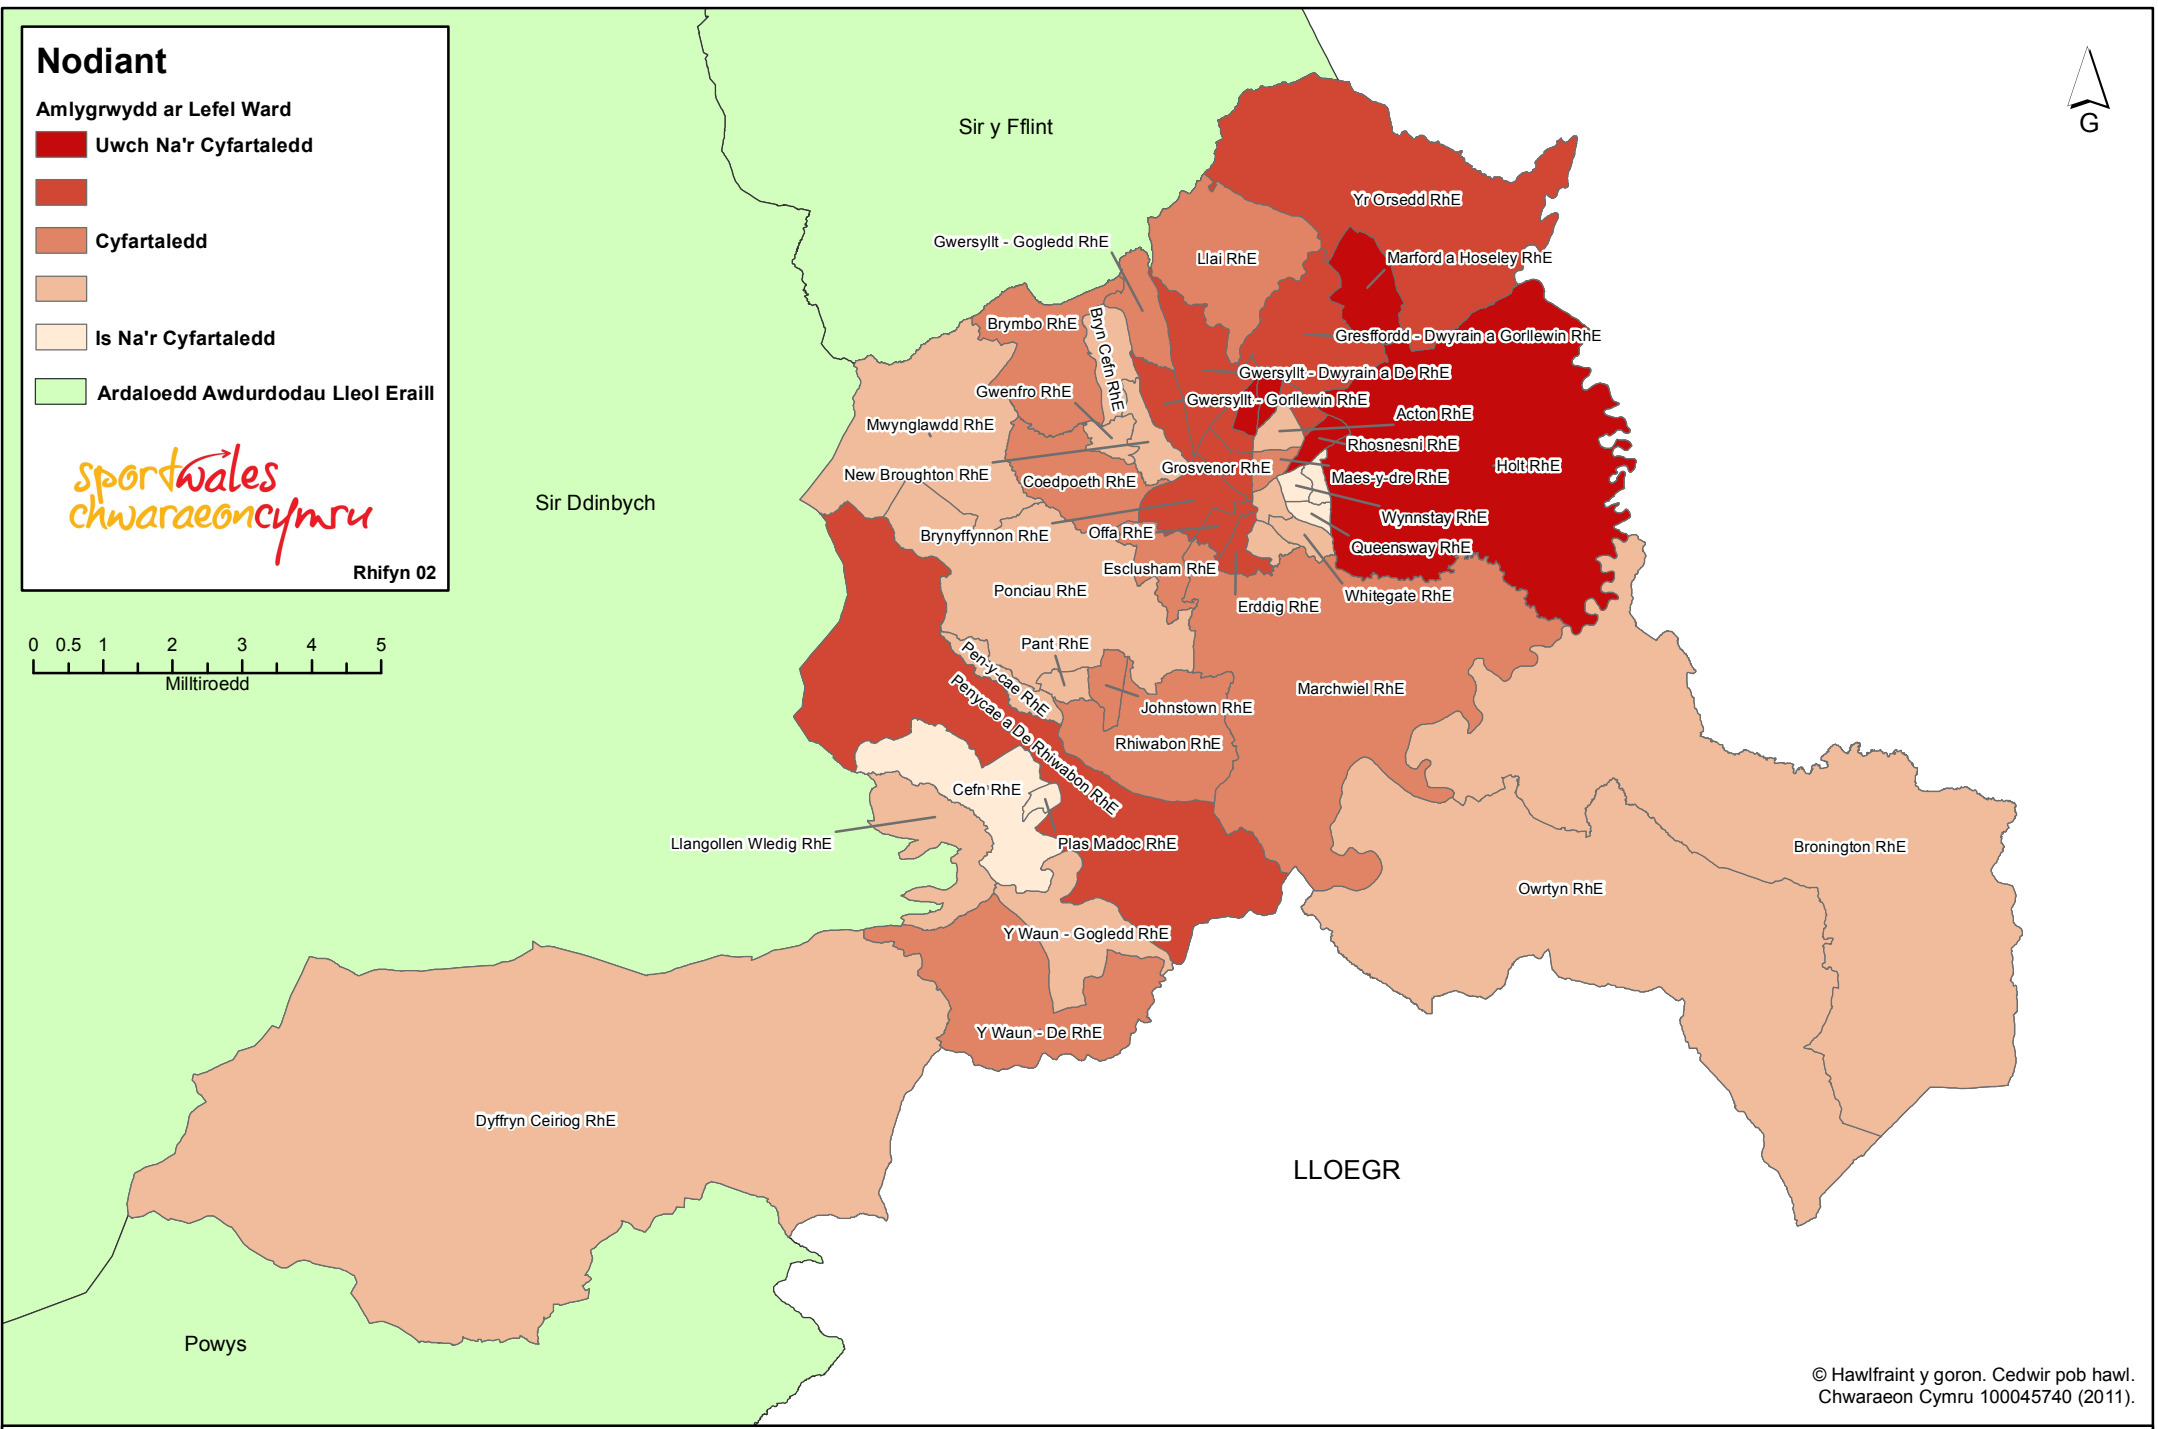 Nodiant
Amlygrwydd ar Lefel Ward
Uwch Na'r Cyfartaledd
Cyfartaledd
Is Na'r Cyfartaledd
Ardaloedd Awdurdodau Lleol Eraill
sportwales
chwaraeoncymru
Rhifyn 02
0 0.5 1 2 3 4 5
Milltiroedd
G
Sir y Fflint
Sir Ddinbych
Powys
LLOEGR
Yr Orsedd RhE
Gwersyllt - Gogledd RhE
Llai RhE
Marford a Hoseley RhE
Brymbo RhE
Bryn Cefn RhE
Gresffordd - Dwyrain a Gorllewin RhE
Gwersyllt - Dwyrain a De RhE
Gwenfro RhE
Gwersyllt - Gorllewin RhE
Acton RhE
Mwynglawdd RhE
Rhosnesni RhE
Holt RhE
New Broughton RhE
Coedpoeth RhE
Grosvenor RhE
Maes-y-dre RhE
Wynnstay RhE
Brynyffynnon RhE
Offa RhE
Queensway RhE
Esclusham RhE
Ponciau RhE
Erddig RhE
Whitegate RhE
Pant RhE
Pen-y-cae RhE
Penycae a De Rhiwabon RhE
Marchwiel RhE
Johnstown RhE
Rhiwabon RhE
Cefn RhE
Llangollen Wledig RhE
Plas Madoc RhE
Bronington RhE
Owrtyn RhE
Y Waun - Gogledd RhE
Y Waun - De RhE
Dyffryn Ceiriog RhE
© Hawlfraint y goron. Cedwir pob hawl.
Chwaraeon Cymru 100045740 (2011).